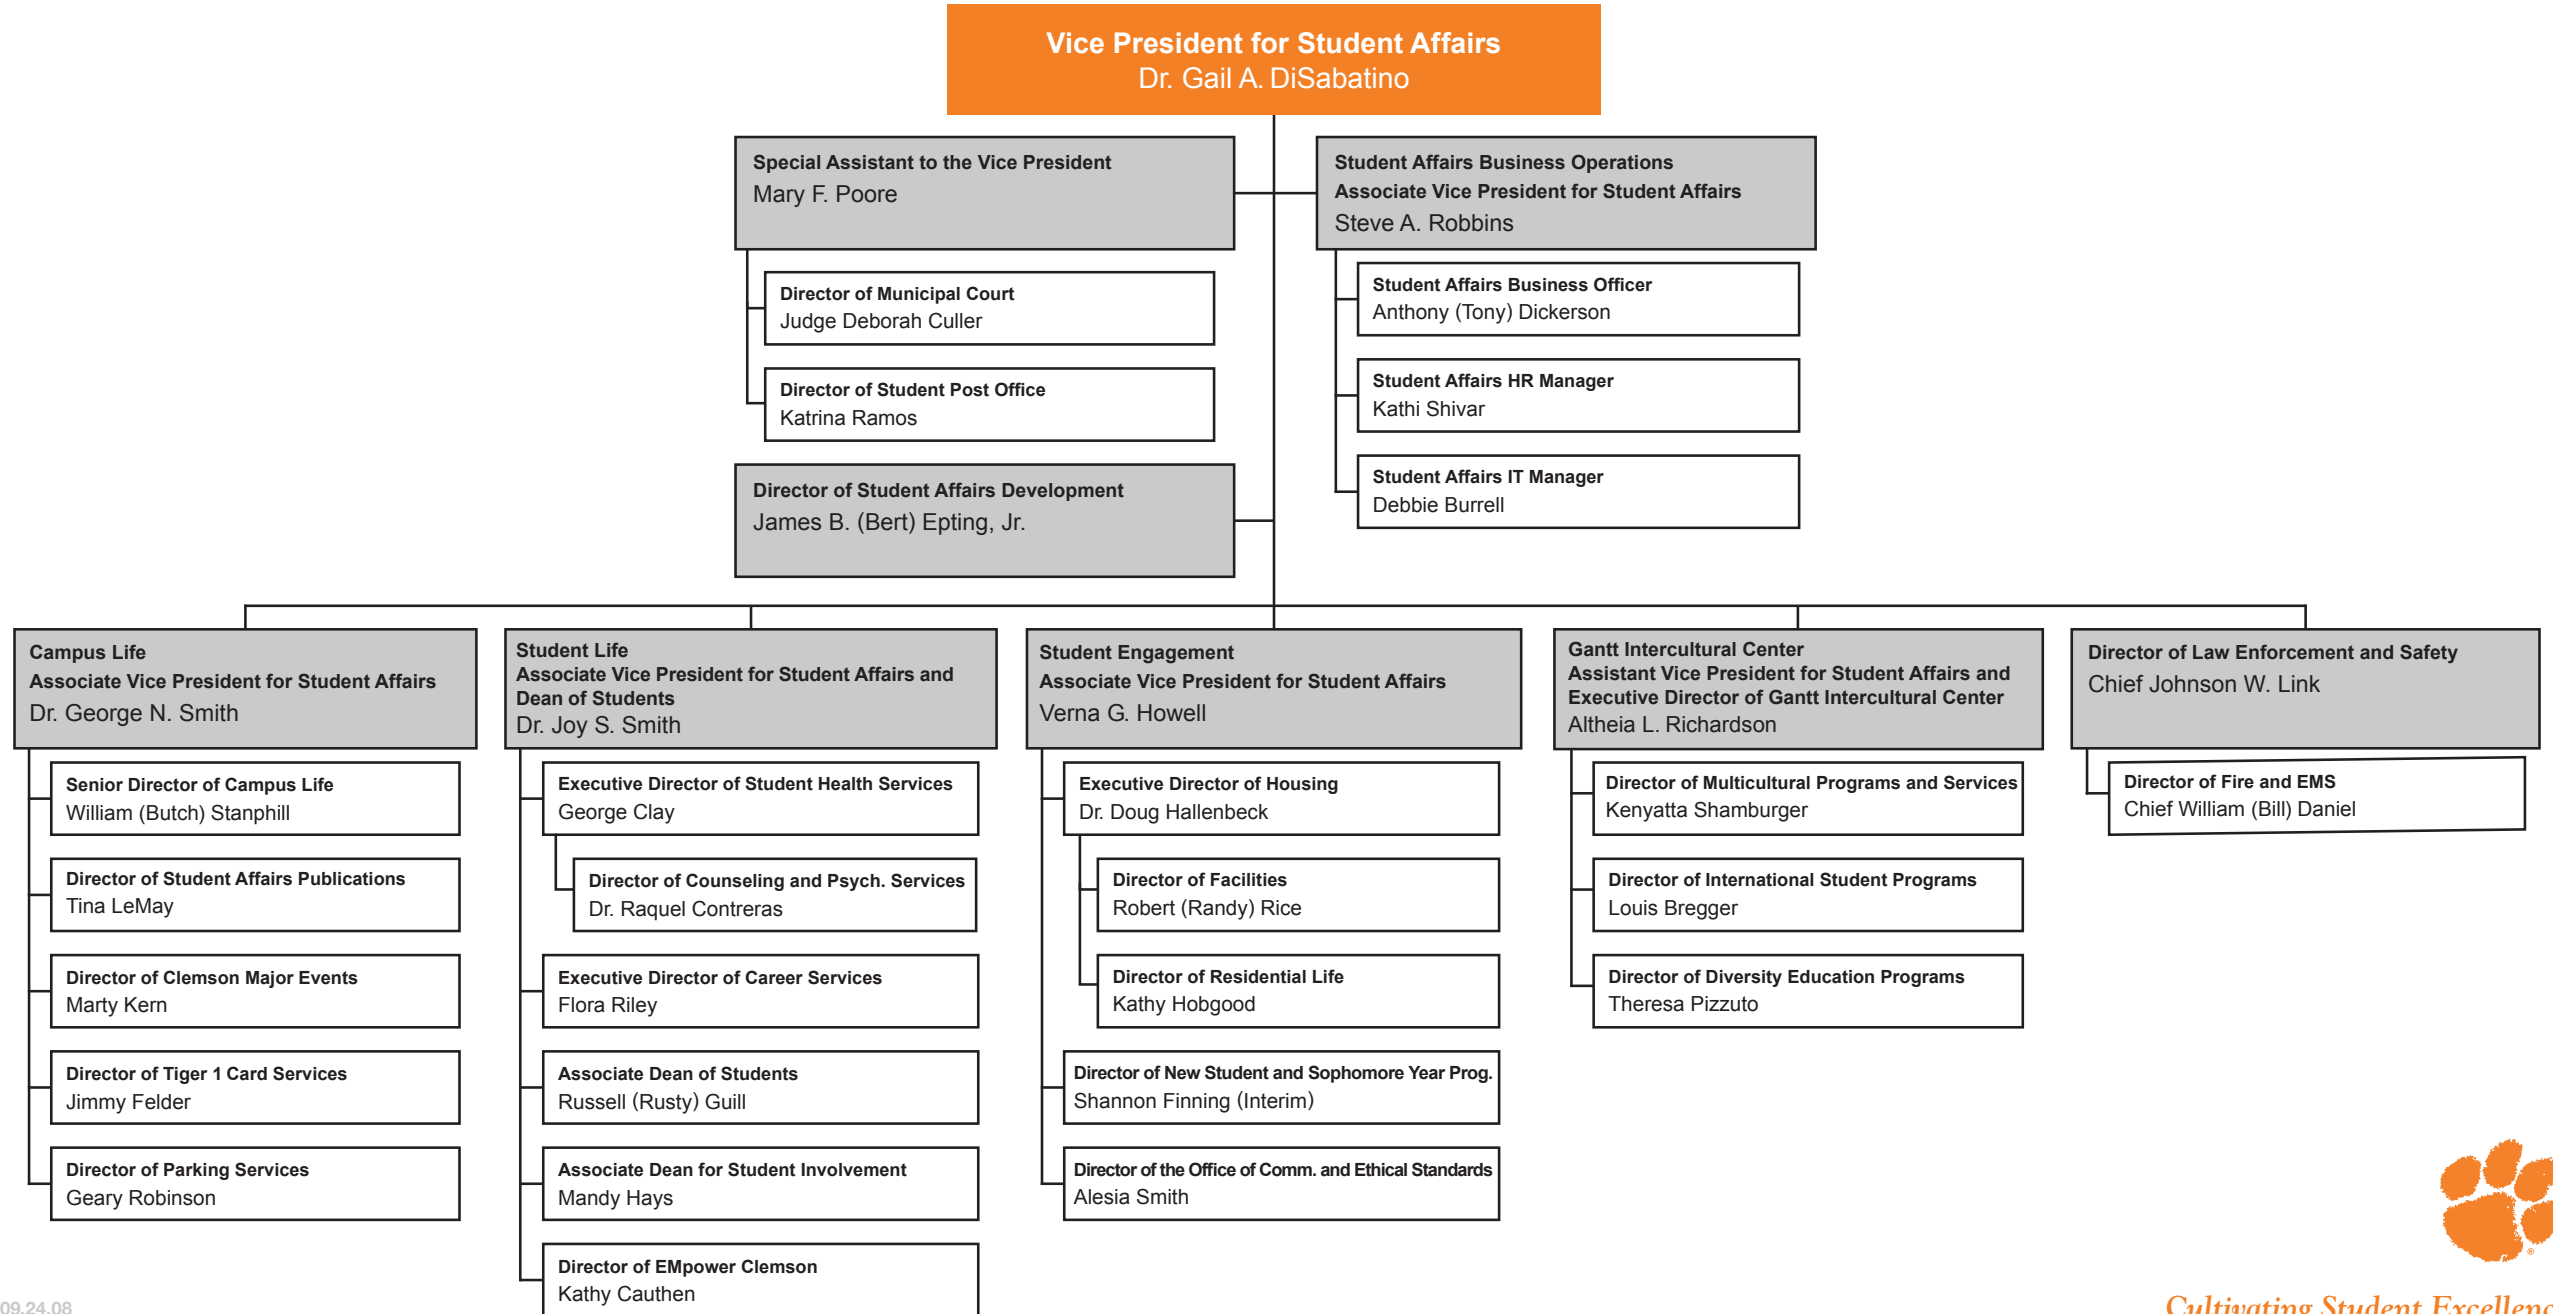 Vice President for Student Affairs
Dr. Gail A. DiSabatino
Special Assistant to the Vice President
Mary F. Poore
Student Affairs Business Operations
Associate Vice President for Student Affairs
Steve A. Robbins
Director of Municipal Court
Judge Deborah Culler
Director of Student Post Office
Katrina Ramos
Student Affairs Business Officer
Anthony (Tony) Dickerson
Student Affairs HR Manager
Kathi Shivar
Student Affairs IT Manager
Debbie Burrell
Director of Student Affairs Development
James B. (Bert) Epting, Jr.
Campus Life
Associate Vice President for Student Affairs
Dr. George N. Smith
Senior Director of Campus Life
William (Butch) Stanphill
Director of Student Affairs Publications
Tina LeMay
Director of Clemson Major Events
Marty Kern
Director of Tiger 1 Card Services
Jimmy Felder
Director of Parking Services
Geary Robinson
Student Life
Associate Vice President for Student Affairs and
Dean of Students
Dr. Joy S. Smith
Executive Director of Student Health Services
George Clay
Director of Counseling and Psych. Services
Dr. Raquel Contreras
Executive Director of Career Services
Flora Riley
Associate Dean of Students
Russell (Rusty) Guill
Associate Dean for Student Involvement
Mandy Hays
Director of EMpower Clemson
Kathy Cauthen
Student Engagement
Associate Vice President for Student Affairs
Verna G. Howell
Executive Director of Housing
Dr. Doug Hallenbeck
Director of Facilities
Robert (Randy) Rice
Director of Residential Life
Kathy Hobgood
Director of New Student and Sophomore Year Prog.
Shannon Finning (Interim)
Director of the Office of Comm. and Ethical Standards
Alesia Smith
Gantt Intercultural Center
Assistant Vice President for Student Affairs and
Executive Director of Gantt Intercultural Center
Altheia L. Richardson
Director of Multicultural Programs and Services
Kenyatta Shamburger
Director of International Student Programs
Louis Bregger
Director of Diversity Education Programs
Theresa Pizzuto
Director of Law Enforcement and Safety
Chief Johnson W. Link
Director of Fire and EMS
Chief William (Bill) Daniel
®
09.24.08
Cultivating Student Excellenc